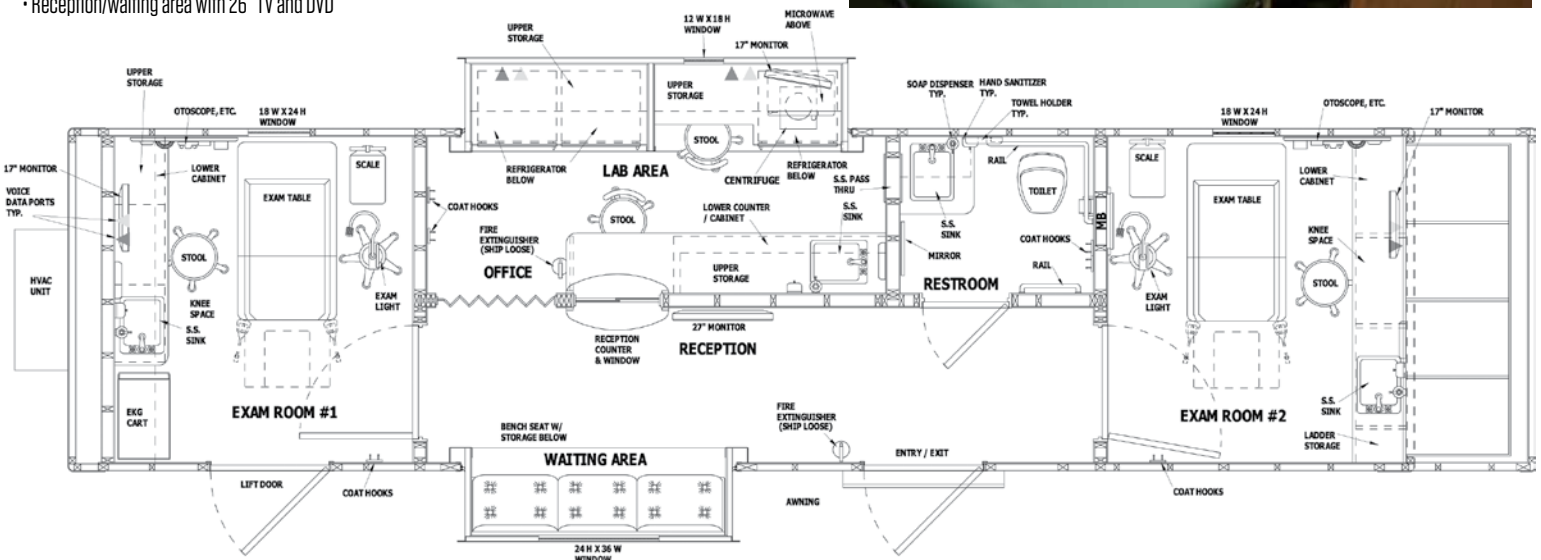 • Reception/waiting area with 26" TV and DVD
UPPER
STORAGE
12 W X 18 H
WINDOW
MICROWAVE
ABOVE
17" MONITOR
UPPER
STORAGE
OTOSCOPE, ETC.
18 W X 24 H
WINDOW
UPPER
STORAGE
SOAP DISPENSER
TYP.
HAND SANITIZER
TYP.
TOWEL HOLDER
TYP.
18 W X 24 H
WINDOW
OTOSCOPE, ETC.
17" MONITOR
17" MONITOR
VOICE
DATA PORTS
TYP.
LOWER
CABINET
SCALE
EXAM TABLE
STOOL
REFRIGERATOR
BELOW
LAB AREA
STOOL
CENTRIFUGE
REFRIGERATOR
BELOW
S.S. PASS
THRU
RAIL
TOILET
SCALE
EXAM TABLE
LOWER
CABINET
COAT HOOKS
STOOL
LOWER COUNTER
/ CABINET
S.S.
SINK
S.S.
SINK
MB
KNEE
SPACE
FIRE
EXTINGUISHER
(SHIP LOOSE)
OFFICE
UPPER
STORAGE
MIRROR
COAT HOOKS
RAIL
RESTROOM
STOOL
HVAC
UNIT
KNEE
SPACE
EXAM
LIGHT
EXAM
LIGHT
S.S.
SINK
RECEPTION
COUNTER
& WINDOW
27" MONITOR
RECEPTION
EKG
CART
EXAM ROOM #1
FIRE
EXTINGUISHER
(SHIP LOOSE)
EXAM ROOM #2
S.S.
SINK
LADDER
STORAGE
BENCH SEAT W/
STORAGE BELOW
WAITING AREA
ENTRY / EXIT
LIFT DOOR
COAT HOOKS
AWNING
COAT HOOKS
24 H X 36 W
WINDOW